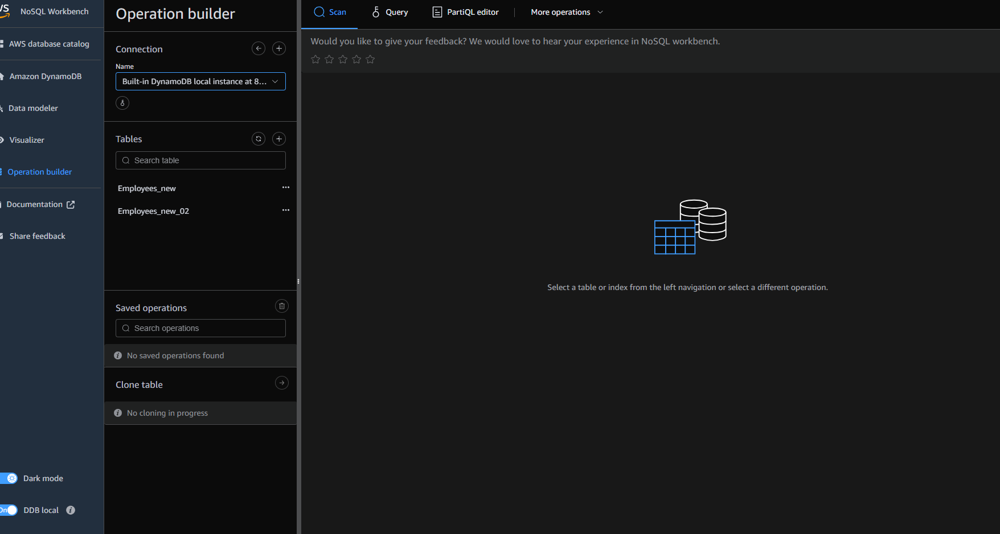 NoSQL Workbench
AWS database catalog
Amazon DynamoDB
Data modeler
Visualizer
Operation builder
Documentation
Share feedback
Dark mode
On
DDB local
Operation builder
Connection
Name
Built-in DynamoDB local instance at 8...
Tables
Search table
Employees_new
Employees_new_02
Saved operations
Search operations
No saved operations found
Clone table
No cloning in progress
Scan
Query
PartiQL editor
More operations
Would you like to give your feedback? We would love to hear your experience in NoSQL workbench.
Select a table or index from the left navigation or select a different operation.